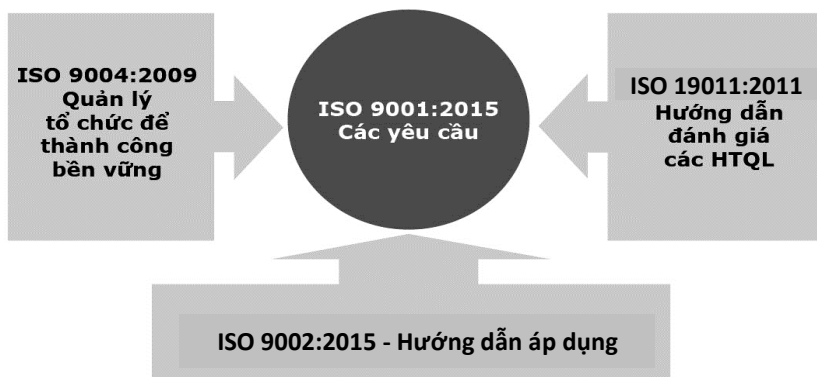 ISO 9004:2009
Quản lý
tổ chức để
thành công
bền vững
ISO 9001:2015
Các yêu cầu
ISO 19011:2011
Hướng dẫn
đánh giá
các HTQL
ISO 9002:2015 - Hướng dẫn áp dụng